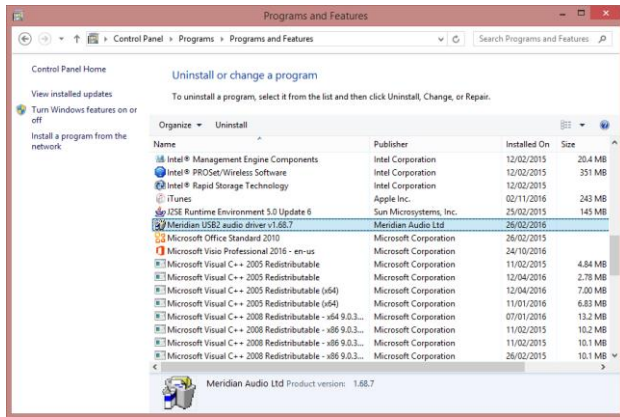 Programs and Features
Control Panel Programs Programs and Features
Search Programs and Features
Control Panel Home
View installed updates
Turn Windows features on or
off
Install a program from the
network
Uninstall or change a program
To uninstall a program, select it from the list and then click Uninstall, Change, or Repair.
Organize Uninstall
Name Publisher Installed On Size
Intel® Management Engine Components Intel Corporation 12/02/2015 20.4 MB
Intel® PROSet/Wireless Software Intel Corporation 12/02/2015 351 MB
Intel® Rapid Storage Technology Intel Corporation 12/02/2015
iTunes Apple Inc. 02/11/2016 243 MB
J2SE Runtime Environment 5.0 Update 6 Sun Microsystems, Inc. 25/02/2015 145 MB
Meridian USB2 audio driver v1.68.7 Meridian Audio Ltd 26/02/2016
Microsoft Office Standard 2010 Microsoft Corporation 26/02/2015
Microsoft Visio Professional 2016 - en-us Microsoft Corporation 24/10/2016
Microsoft Visual C++ 2005 Redistributable Microsoft Corporation 11/02/2015 4.84 MB
Microsoft Visual C++ 2005 Redistributable Microsoft Corporation 12/04/2016 2.78 MB
Microsoft Visual C++ 2005 Redistributable (x64) Microsoft Corporation 12/04/2016 7.00 MB
Microsoft Visual C++ 2005 Redistributable (x64) Microsoft Corporation 11/01/2016 6.83 MB
Microsoft Visual C++ 2008 Redistributable - x64 9.0.3... Microsoft Corporation 07/01/2016 13.2 MB
Microsoft Visual C++ 2008 Redistributable - x86 9.0.3... Microsoft Corporation 11/02/2015 10.2 MB
Microsoft Visual C++ 2008 Redistributable - x86 9.0.3... Microsoft Corporation 11/02/2015 10.1 MB
Microsoft Visual C++ 2008 Redistributable - x86 9.0.3... Microsoft Corporation 26/02/2015 10.1 MB
Meridian Audio Ltd Product version: 1.68.7